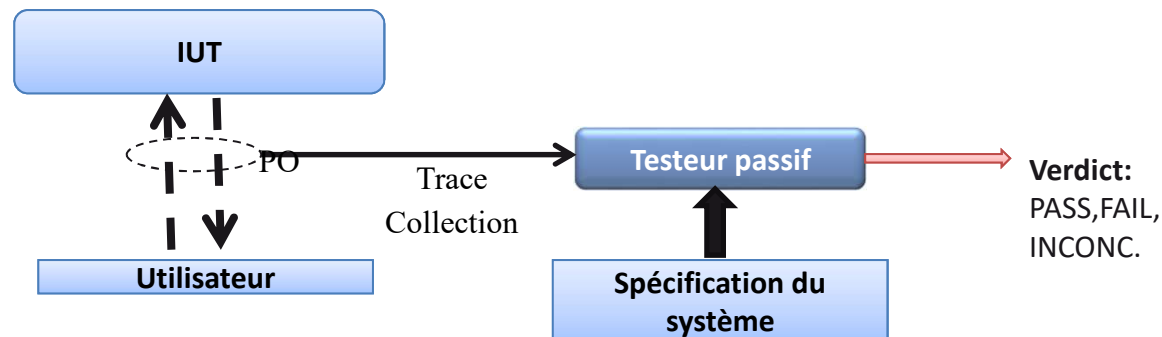 IUT
PO
Trace
Collection
Testeur passif
Verdict:
PASS,FAIL,
INCONC.
Utilisateur
Spécification du
système